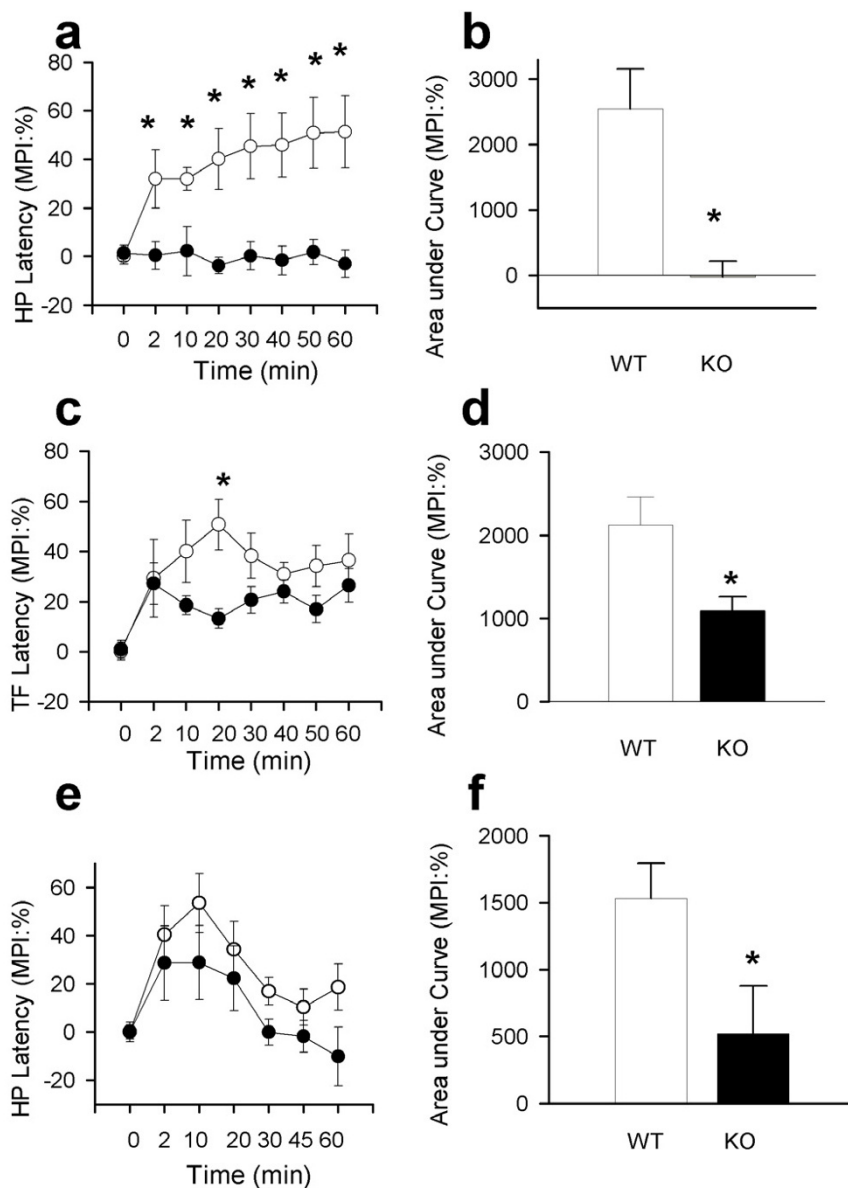 a
80
60
40
20
0
-20
HP Latency (MPI:%)
* * * * * * *
0 2 10 20 30 40 50 60
Time (min)
b
3000
2000
1000
0
Area under Curve (MPI:%)
*
WT KO
c
80
60
40
20
0
-20
TF Latency (MPI:%)
*
0 2 10 20 30 40 50 60
Time (min)
d
3000
2000
1000
0
Area under Curve (MPI:%)
*
WT KO
e
60
40
20
0
-20
HP Latency (MPI:%)
0 2 10 20 30 45 60
Time (min)
f
2000
1500
1000
500
0
Area under Curve (MPI:%)
*
WT KO